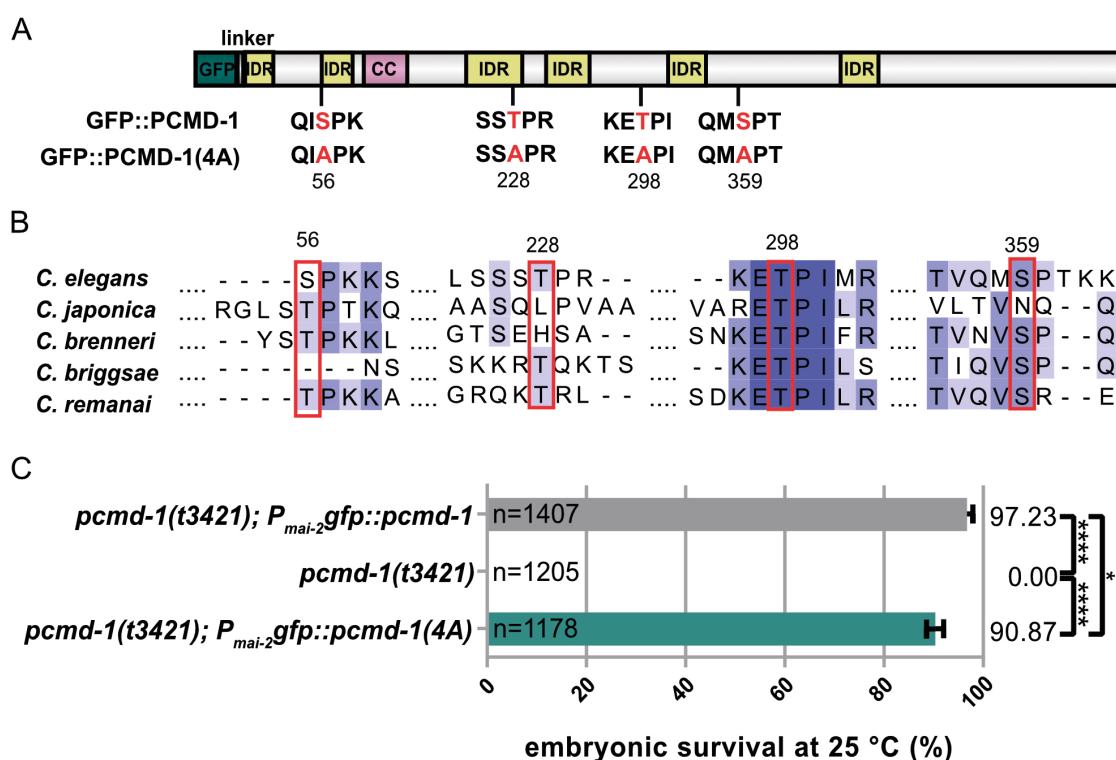 A
linker
GFP IDR IDR CC IDR IDR IDR IDR
GFP::PCMD-1 QISPK SSTPR KETPI QMSPT
GFP::PCMD-1(4A) QIAPK SSAPR KEAPI QMAPT
56 228 298 359
B
56 228 298 359
C. elegans .... - - - - S P K K S .... L S S S T P R - - .... - - K E T P I M R .... T V Q M S P T K K
C. japonica .... R G L S T P T K Q .... A A S Q L P V A A .... V A R E T P I L R .... V L T V N Q - - Q
C. brenneri .... - - Y S T P K K L .... G T S E H S A - - .... S N K E T P I F R .... T V N V S P - - Q
C. briggsae .... - - - - - - - N S .... S K K R T Q K T S .... - - K E T P I L S .... T I Q V S P - - Q
C. remanai .... - - - - T P K K A .... G R Q K T R L - - .... S D K E T P I L R .... T V Q V S R - - E
C
pcmd-1(t3421); Pmai-2gfp::pcmd-1 n=1407 97.23
pcmd-1(t3421) n=1205 0.00
pcmd-1(t3421); Pmai-2gfp::pcmd-1(4A) n=1178 90.87
****
****
*
0 20 40 60 80 100
embryonic survival at 25 °C (%)